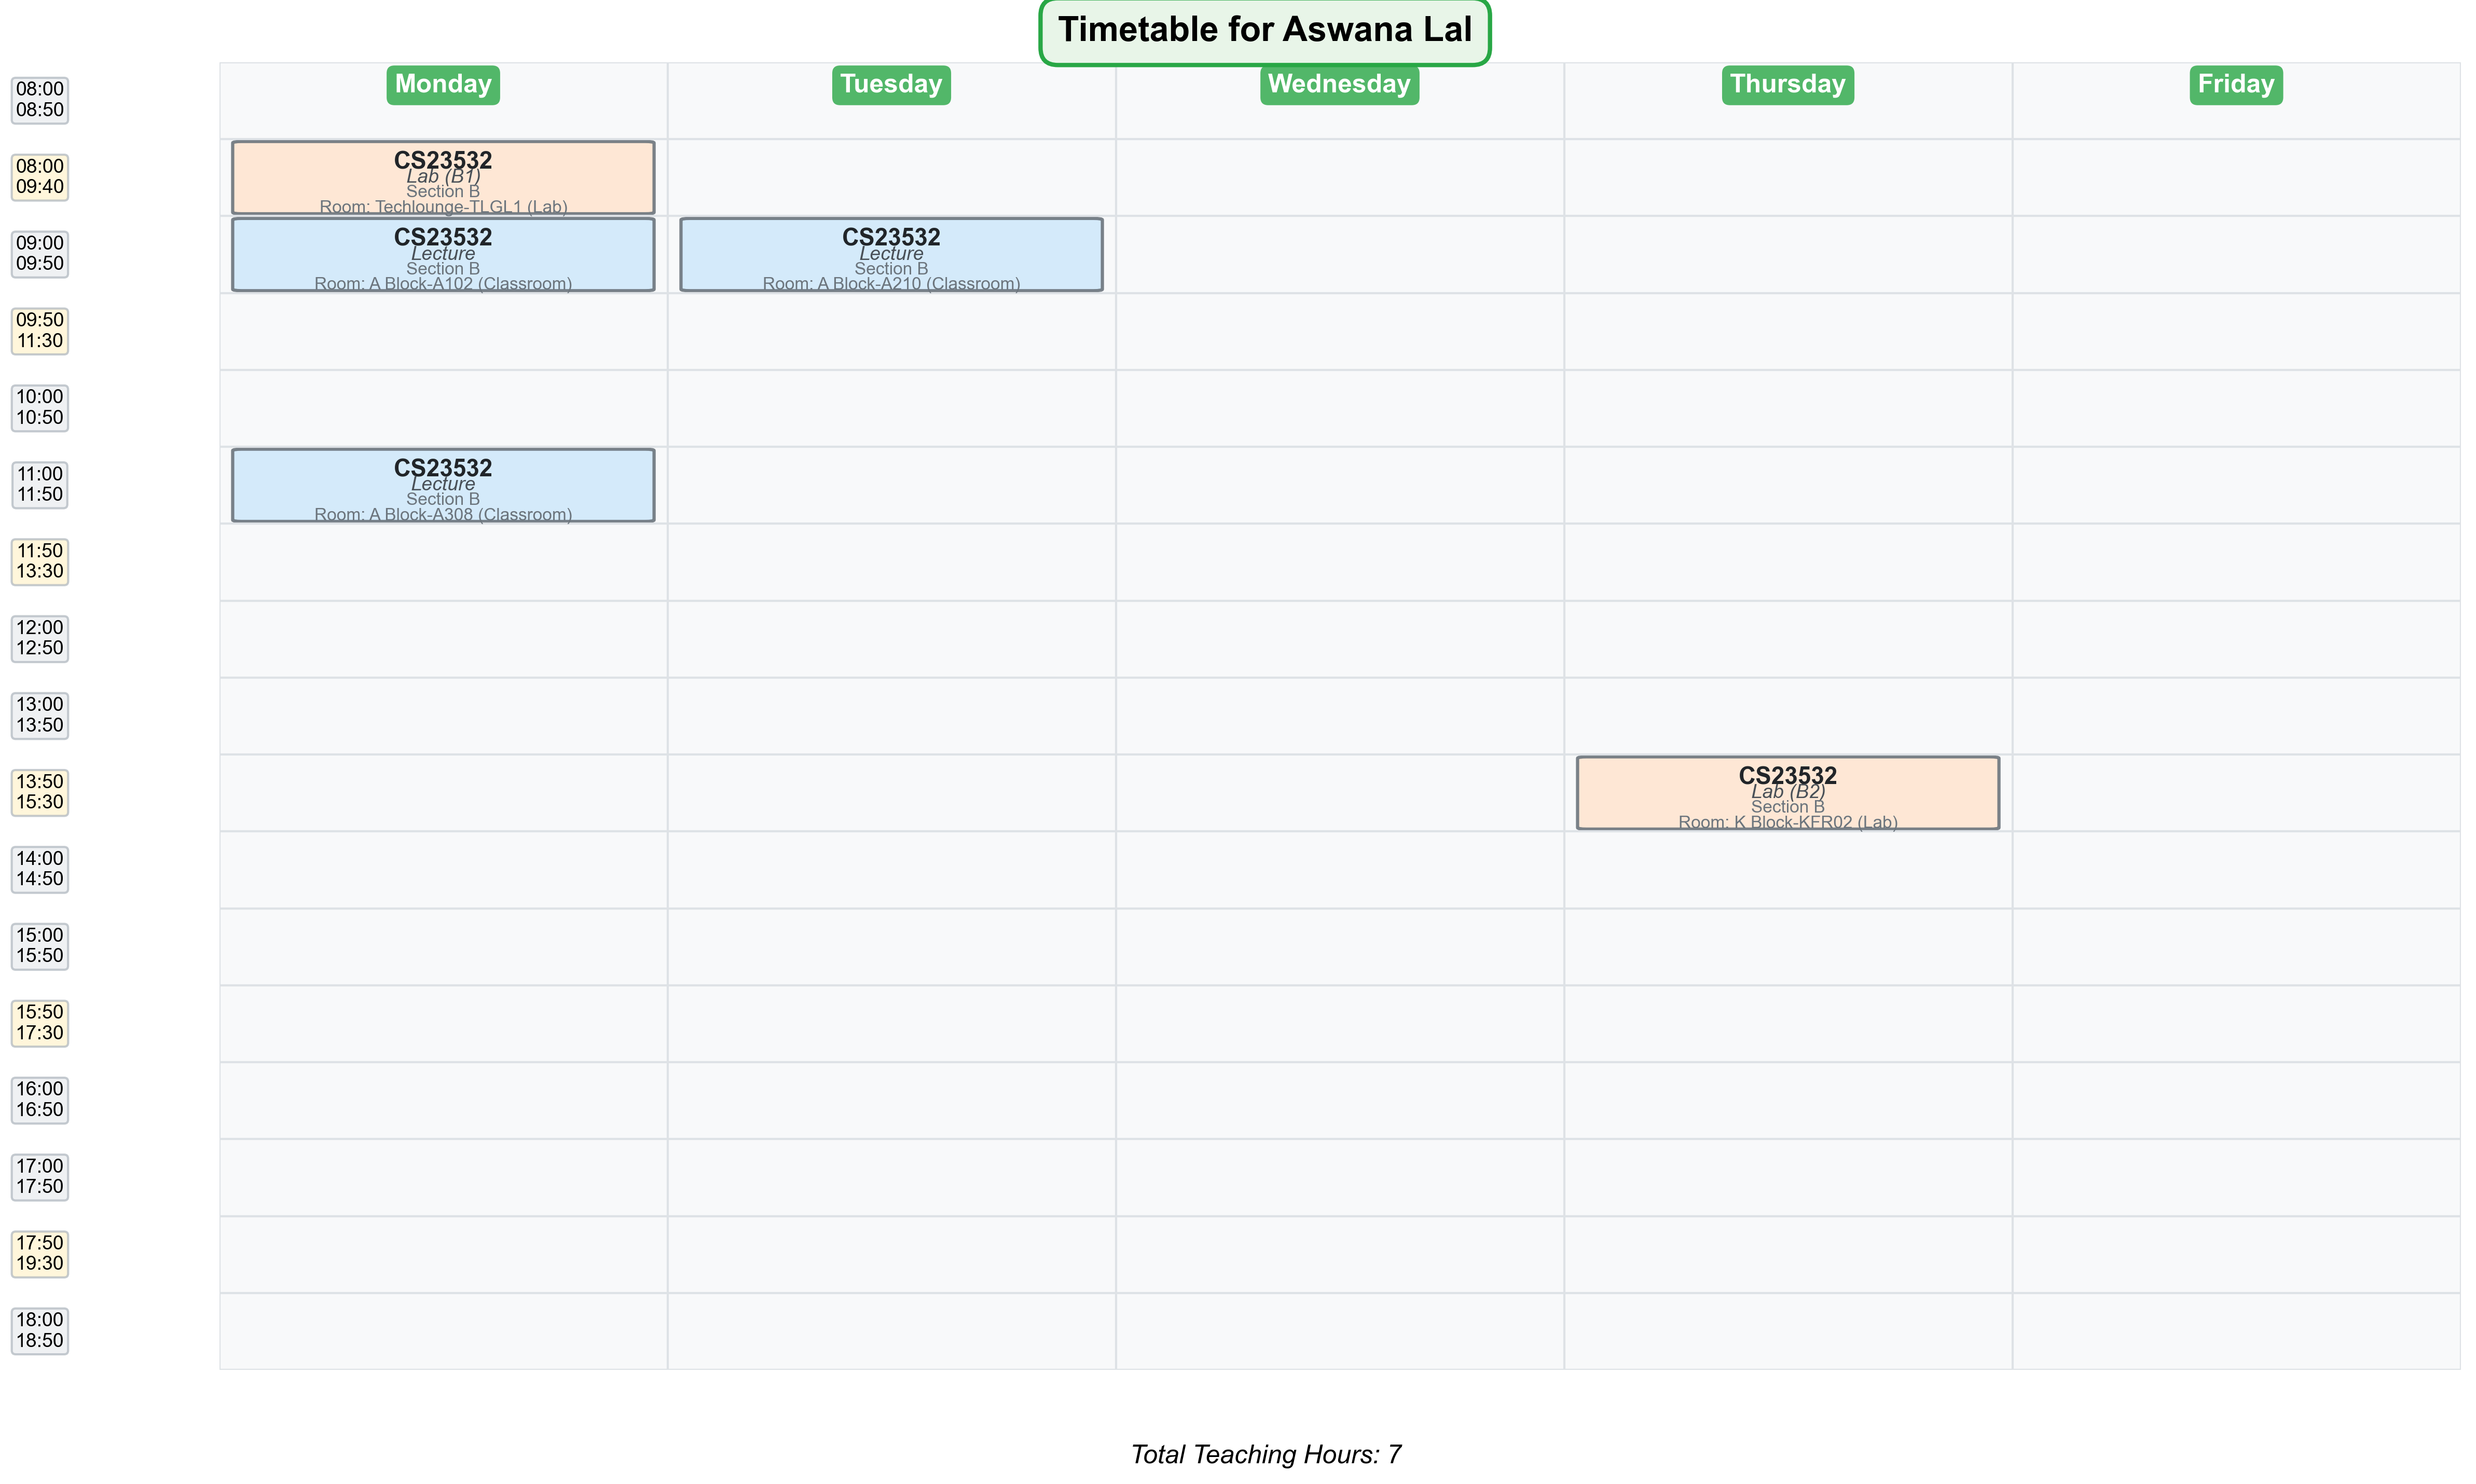 Timetable for Aswana Lal
Monday
Tuesday
Wednesday
Thursday
Friday
08:00
08:50
08:00
09:40
CS23532
Lab (B1)
Section B
Room: Techlounge-TLGL1 (Lab)
09:00
09:50
CS23532
Lecture
Section B
Room: A Block-A102 (Classroom)
CS23532
Lecture
Section B
Room: A Block-A210 (Classroom)
09:50
11:30
10:00
10:50
11:00
11:50
CS23532
Lecture
Section B
Room: A Block-A308 (Classroom)
11:50
13:30
12:00
12:50
13:00
13:50
13:50
15:30
CS23532
Lab (B2)
Section B
Room: K Block-KFR02 (Lab)
14:00
14:50
15:00
15:50
15:50
17:30
16:00
16:50
17:00
17:50
17:50
19:30
18:00
18:50
Total Teaching Hours: 7